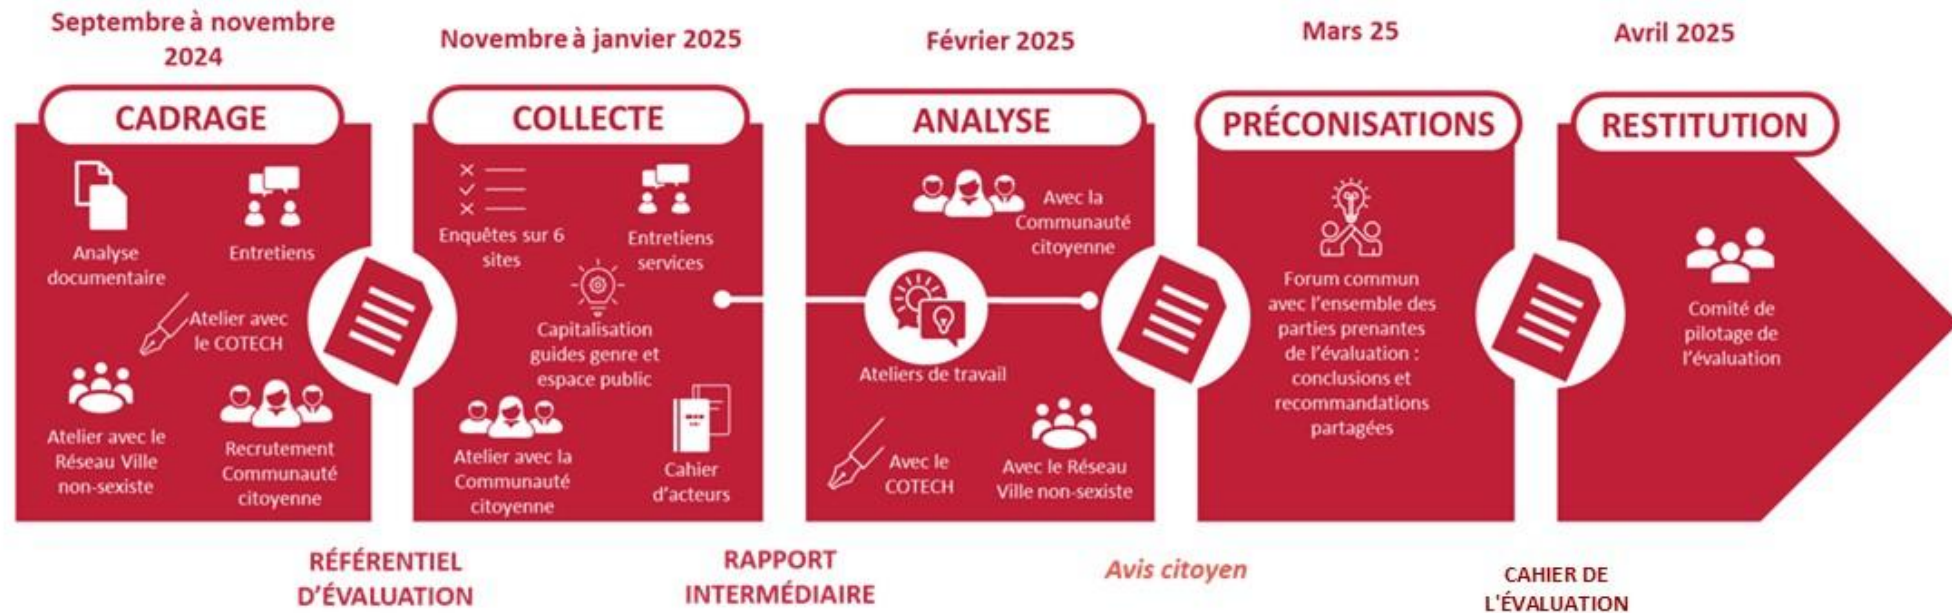 Septembre à novembre
2024
CADRAGE
Analyse
documentaire
Entretiens
Atelier avec
le COTECH
Atelier avec le
Réseau Ville
non-sexiste
Recrutement
Communauté
citoyenne
RÉFÉRENTIEL
D'ÉVALUATION
Novembre à janvier 2025
COLLECTE
Enquêtes sur 6
sites
Entretiens
services
Capitalisation
guides genre et
espace public
Atelier avec la
Communauté
citoyenne
Cahier
d'acteurs
RAPPORT
INTERMÉDIAIRE
Février 2025
ANALYSE
Avec la
Communauté
citoyenne
Ateliers de travail
Avec le
COTECH
Avec le Réseau
Ville non-sexiste
Avis citoyen
Mars 25
PRÉCONISATIONS
Forum commun
avec l'ensemble des
parties prenantes
de l'évaluation :
conclusions et
recommandations
partagées
CAHIER DE
L'ÉVALUATION
Avril 2025
RESTITUTION
Comité de
pilotage de
l'évaluation